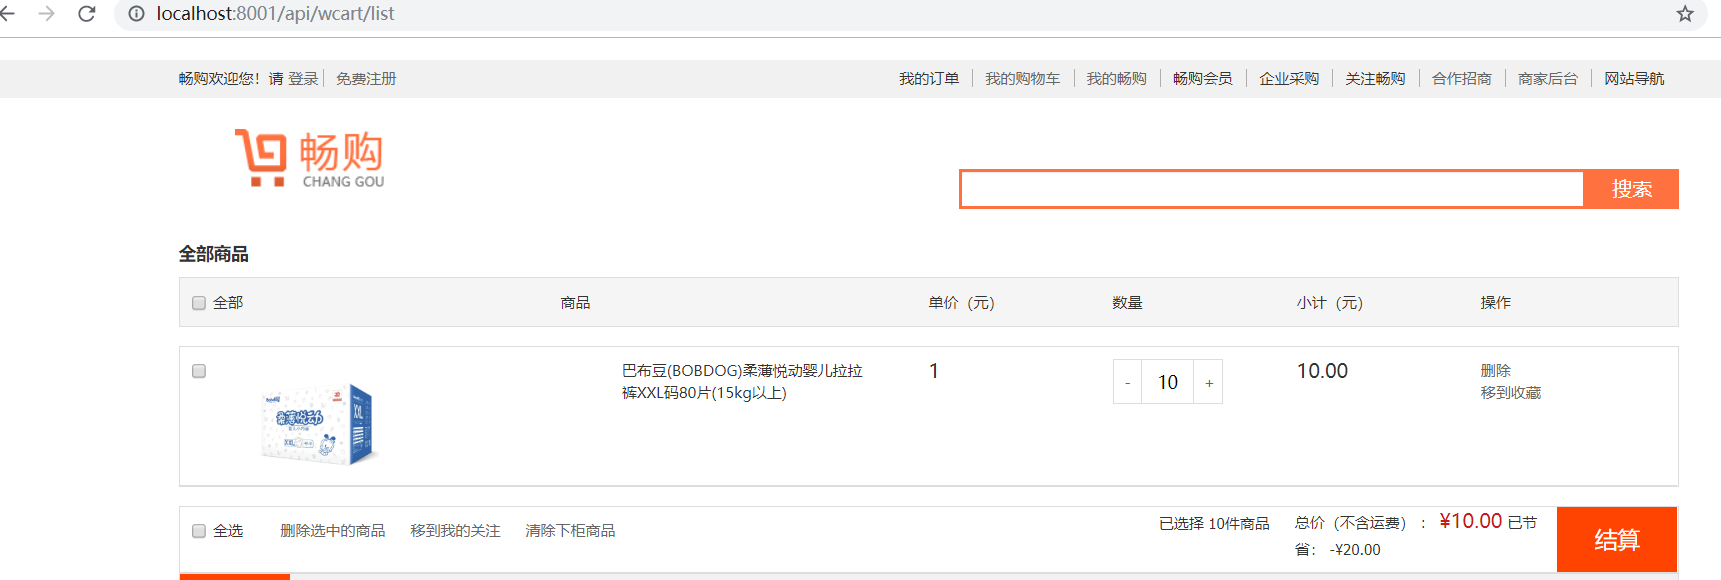 localhost:8001/api/wcart/list
畅购欢迎您！请 登录 免费注册 我的订单 我的购物车 我的畅购 畅购会员 企业采购 关注畅购 合作招商 商家后台 网站导航
畅购
CHANG GOU
搜索
全部商品
全部 商品 单价（元） 数量 小计（元） 操作
巴布豆(BOBDOG)柔薄悦动婴儿拉拉 1 - 10 + 10.00 删除
裤XXL码80片(15kg以上) 移到收藏
柔薄悦动
XXL
全选 删除选中的商品 移到我的关注 清除下柜商品 已选择 10件商品 总价（不含运费） ： ¥10.00 已节
省： -¥20.00
结算